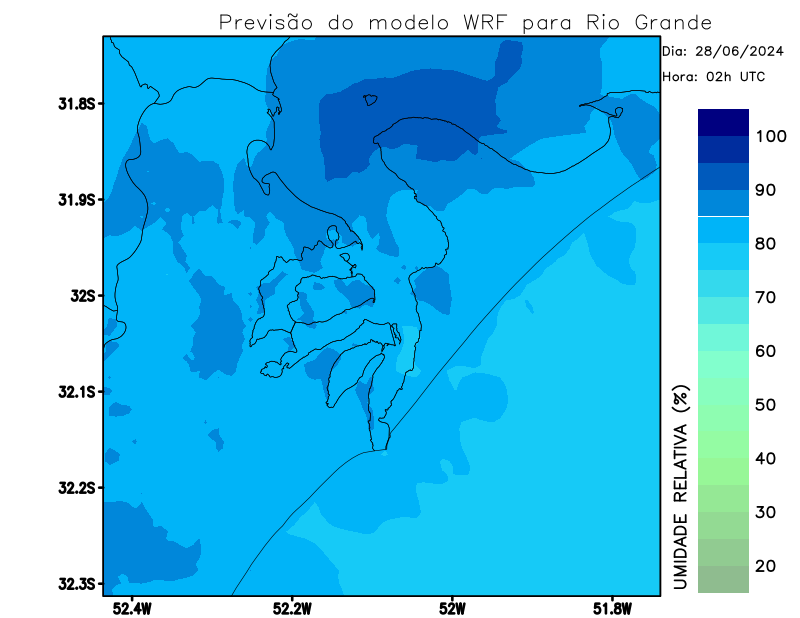 Previsão do modelo WRF para Rio Grande
Dia: 28/06/2024
Hora: 02h UTC
31.8S
31.9S
32S
32.1S
32.2S
32.3S
52.4W
52.2W
52W
51.8W
UMIDADE RELATIVA (%)
100
90
80
70
60
50
40
30
20